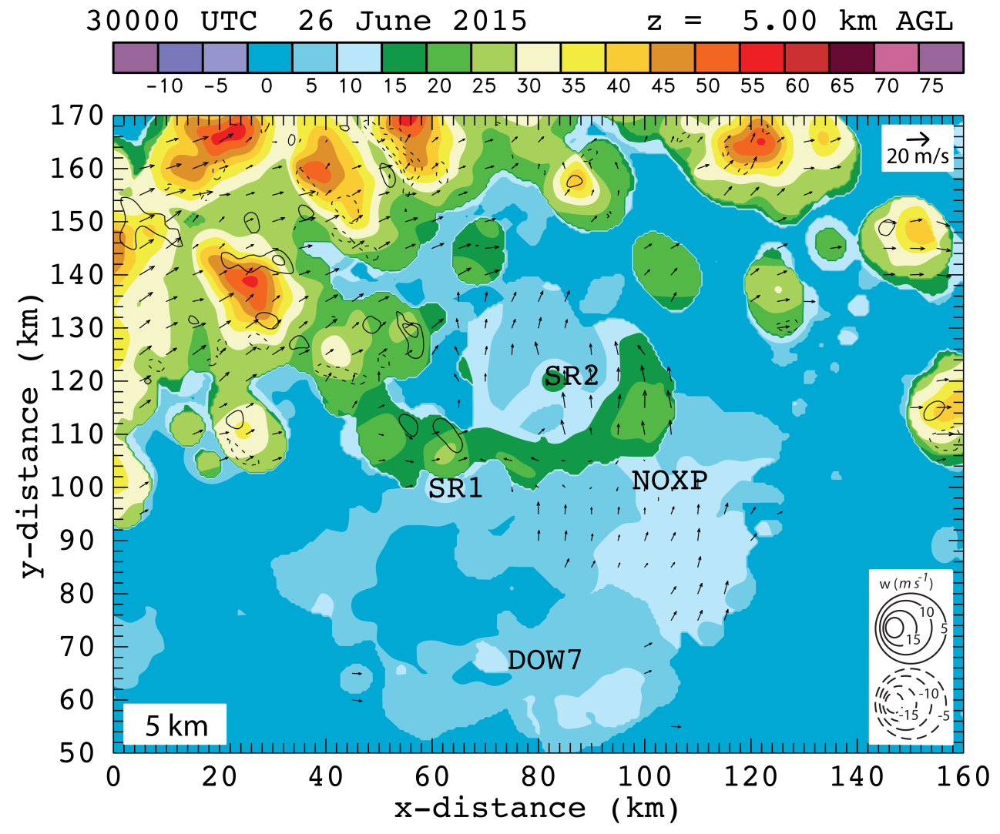 30000 UTC 26 June 2015 z = 5.00 km AGL
-10 -5 0 5 10 15 20 25 30 35 40 45 50 55 60 65 70 75
170
160
150
140
130
120
110
100
90
80
70
60
50
y-distance (km)
20 m/s
SR2
SR1
NOXP
DOW7
w (m s-1)
10
5
15
-10
-15
-5
5 km
0 20 40 60 80 100 120 140 160
x-distance (km)